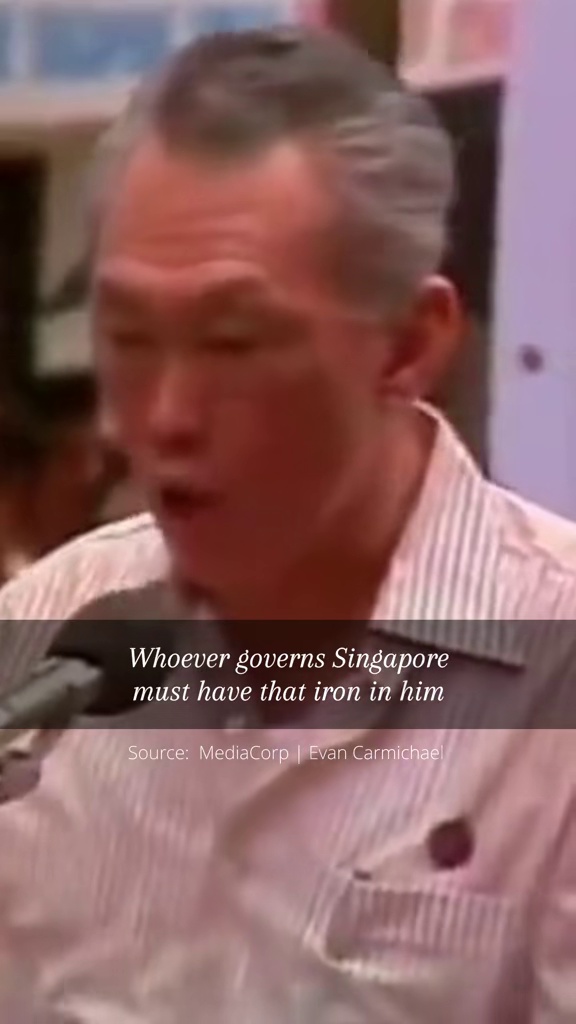 Whoever governs Singapore
must have that iron in him
Source: MediaCorp | Evan Carmichael